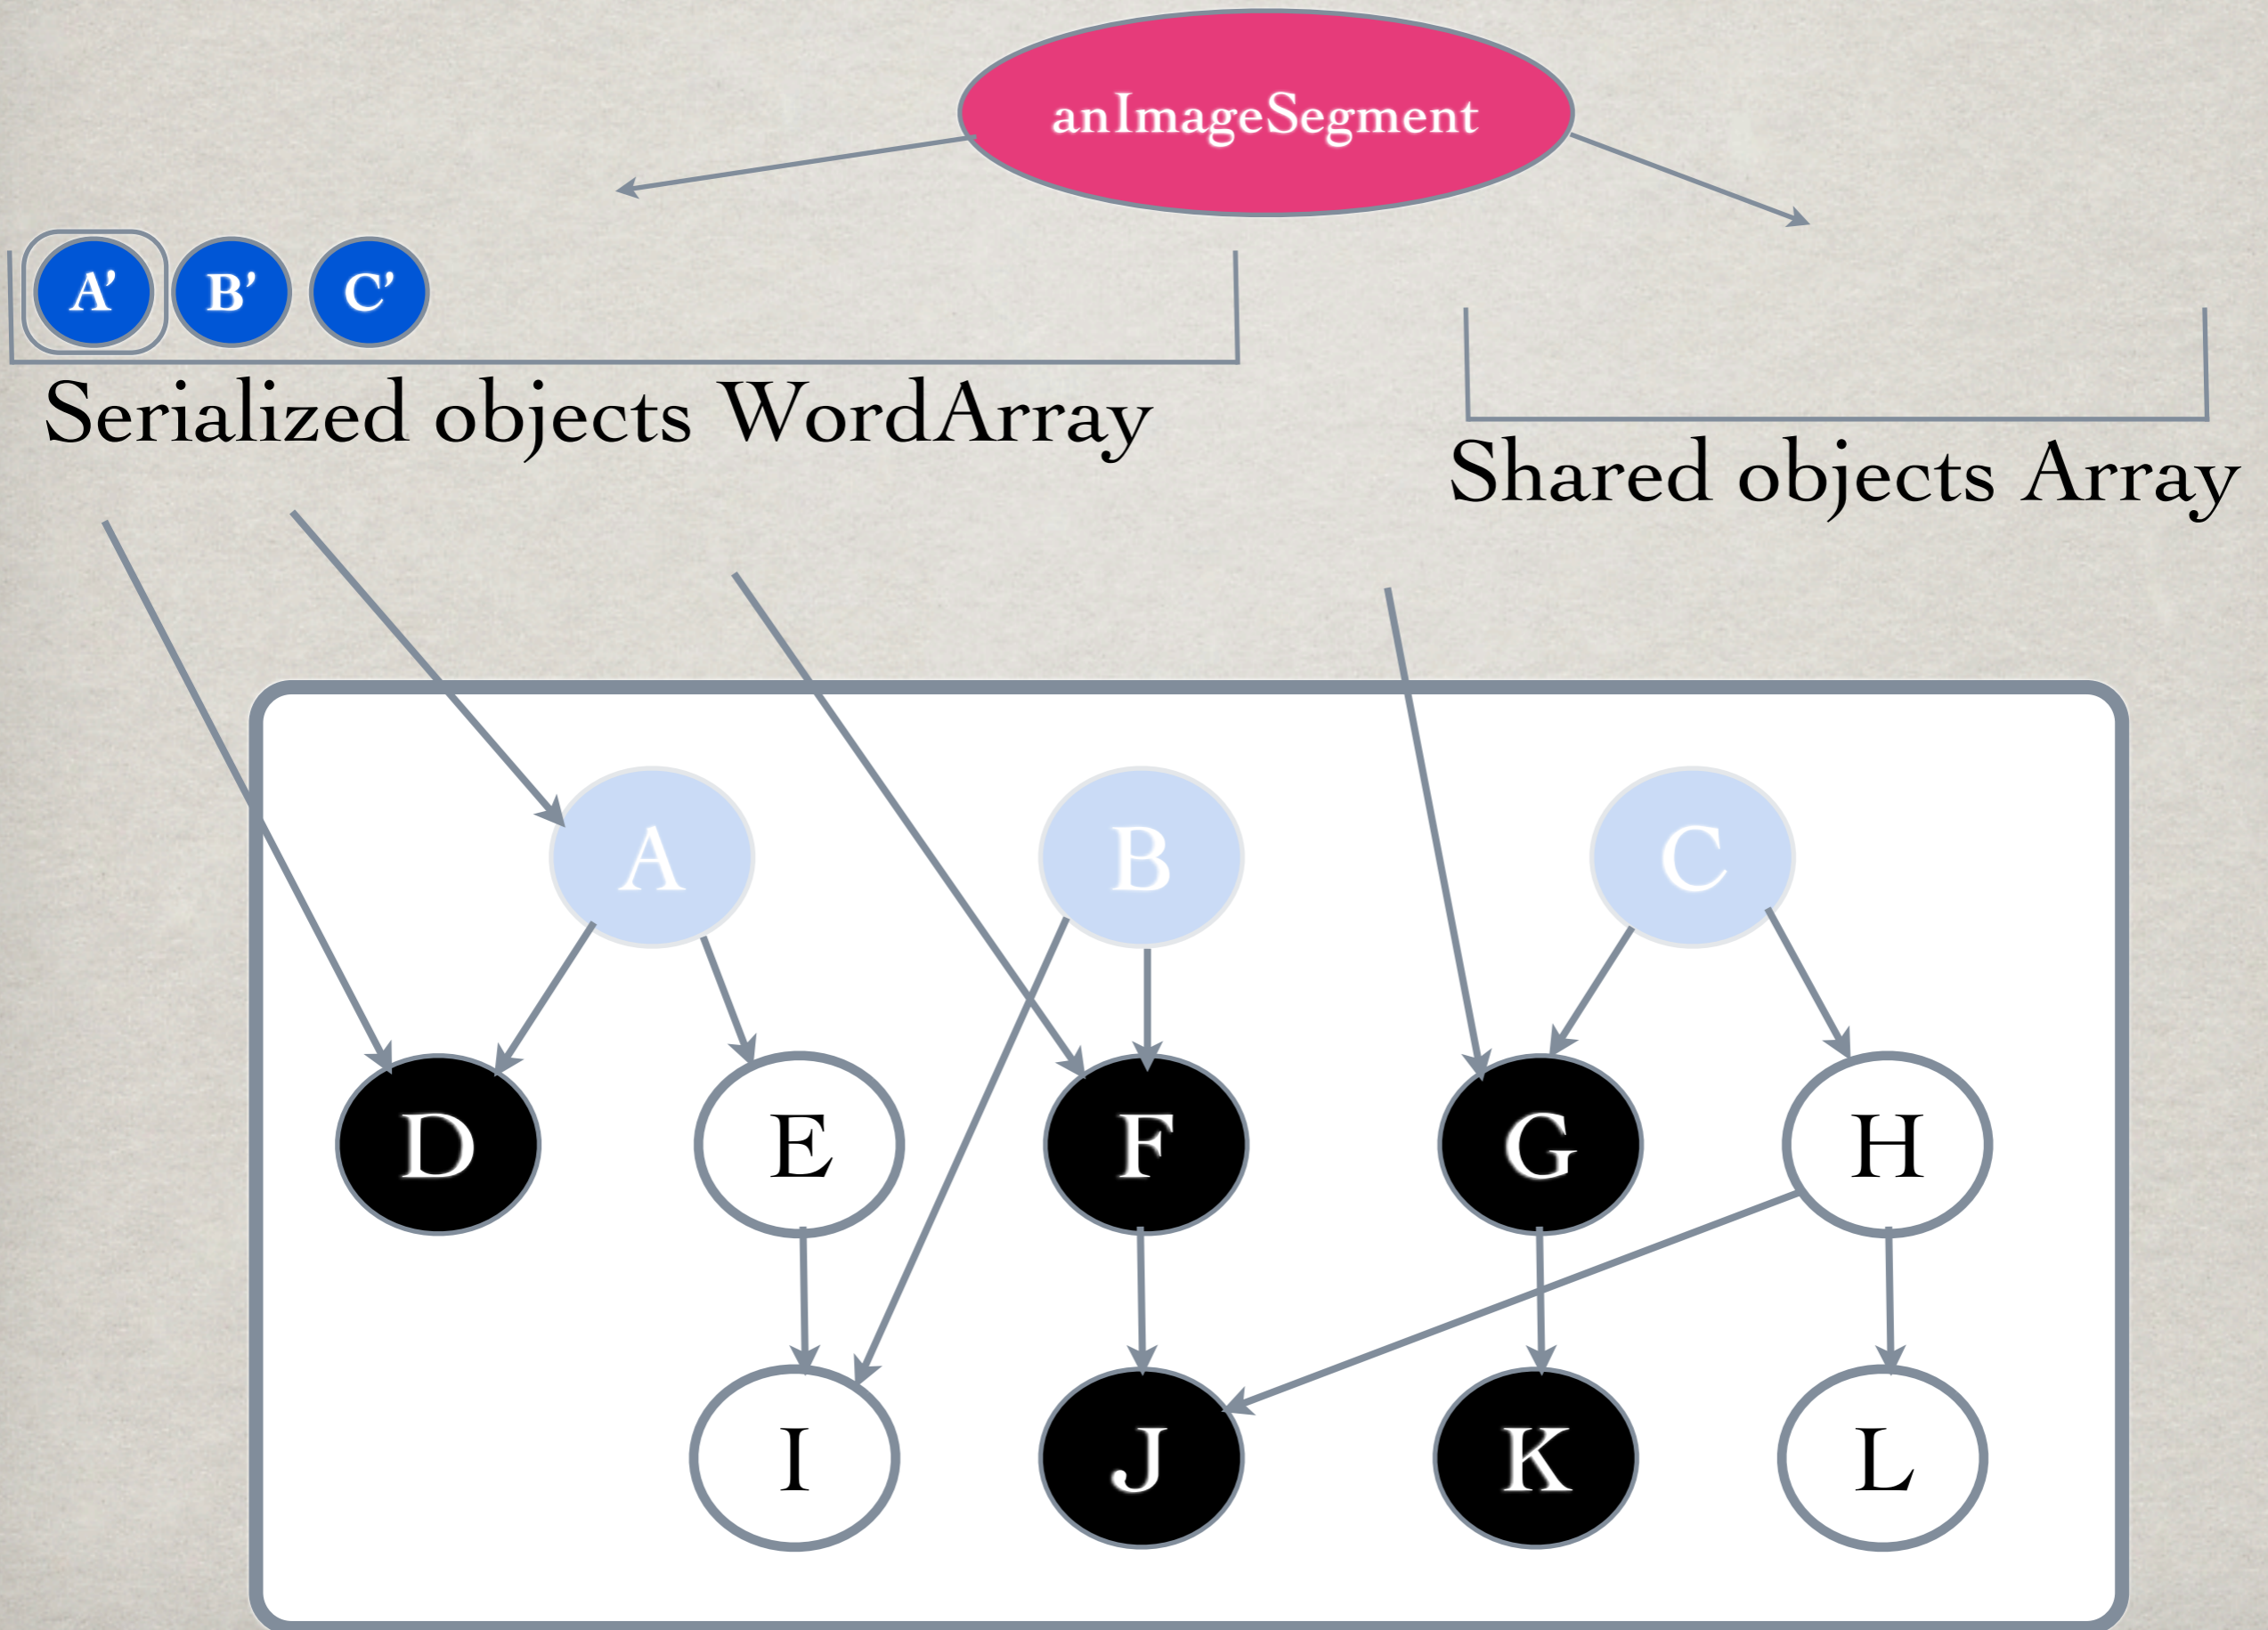 anImageSegment
A’ B’ C’
Serialized objects WordArray
Shared objects Array
A B C
D E F G H
I J K L